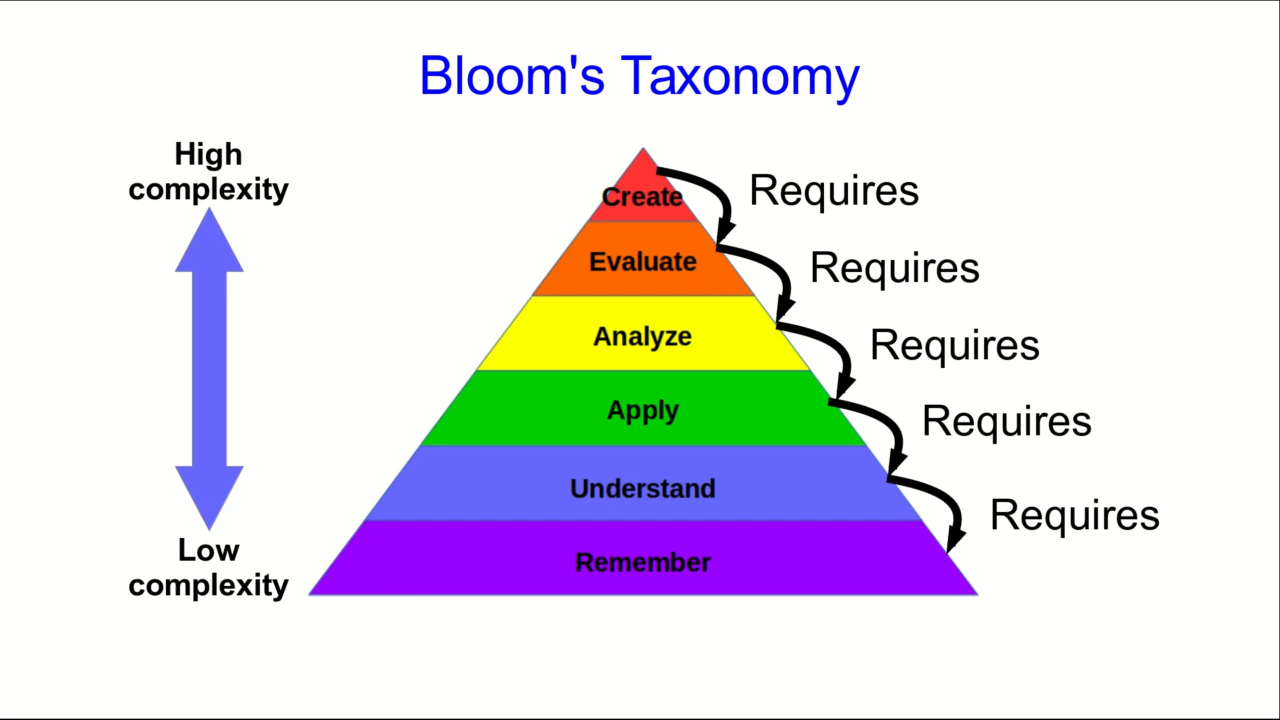 Bloom's Taxonomy
High
complexity
Create
Requires
Evaluate
Requires
Analyze
Requires
Apply
Requires
Understand
Requires
Remember
Low
complexity